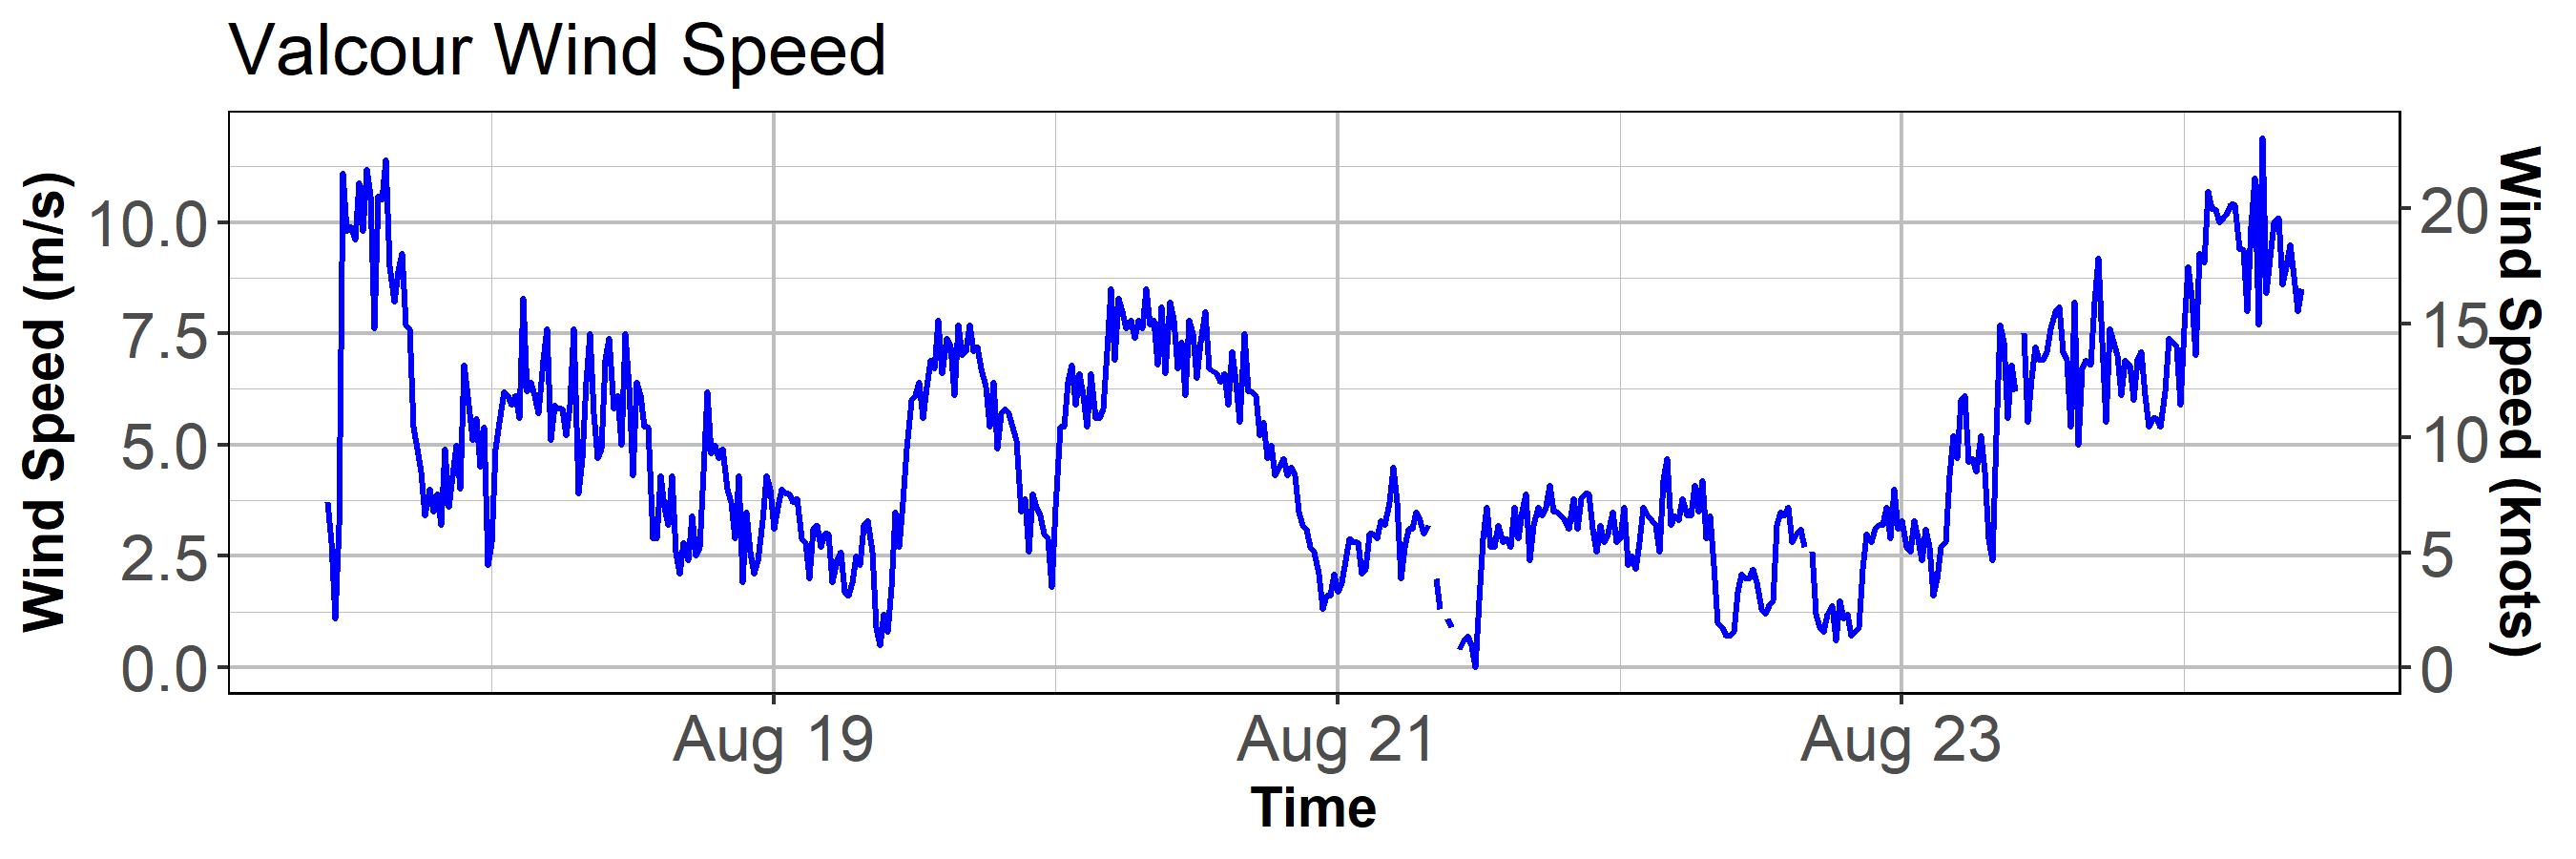 Valcour Wind Speed
Wind Speed (m/s)
10.0
7.5
5.0
2.5
0.0
20
15
10
5
0
Wind Speed (knots)
Aug 19
Aug 21
Aug 23
Time